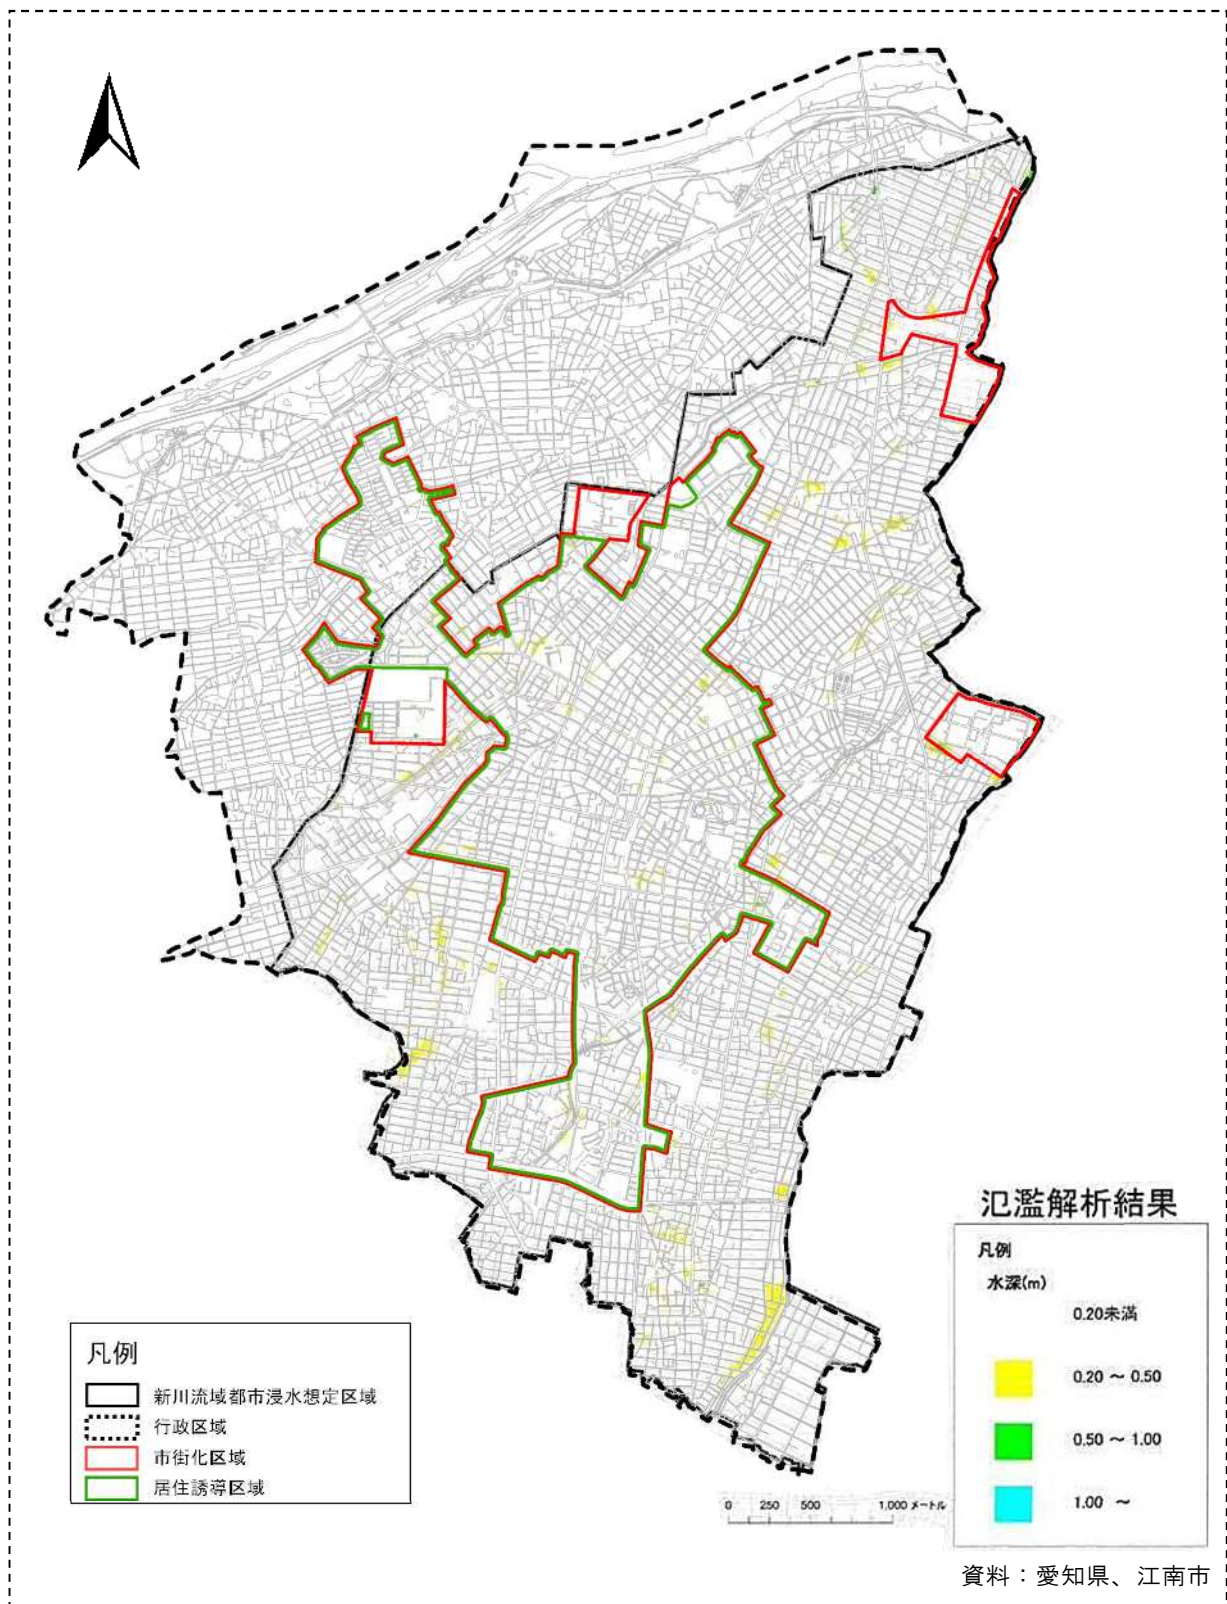 氾濫解析結果
凡例
水深(m)
0.20未満
0.20 ～ 0.50
0.50 ～ 1.00
1.00 ～
凡例
新川流域都市浸水想定区域
行政区域
市街化区域
居住誘導区域
0 250 500 1,000 メートル
資料：愛知県、江南市